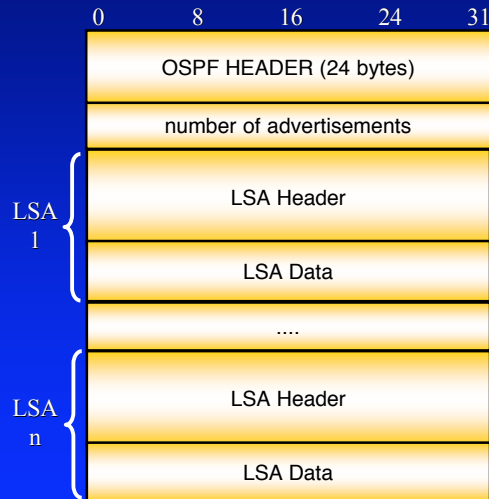 0 8 16 24 31
OSPF HEADER (24 bytes)
number of advertisements
LSA
1
LSA Header
LSA Data
....
LSA
n
LSA Header
LSA Data